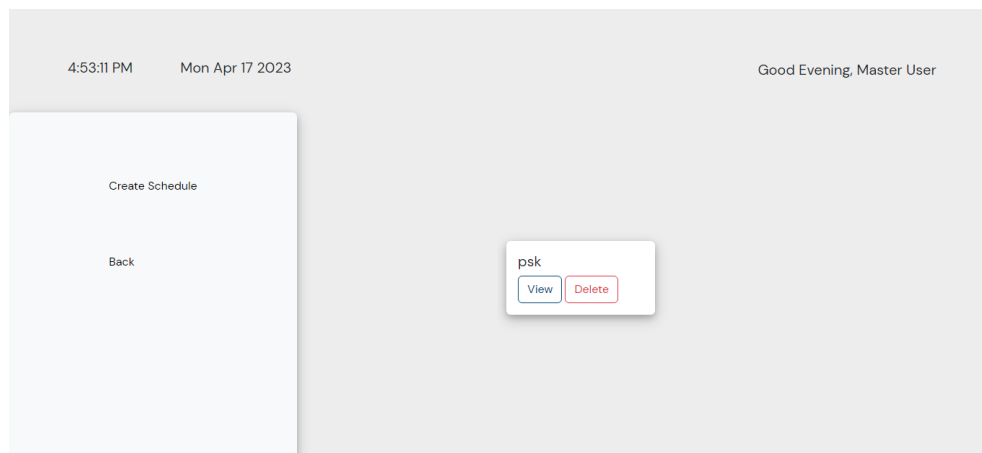 4:53:11 PM Mon Apr 17 2023
Good Evening, Master User
Create Schedule
Back
psk
View Delete